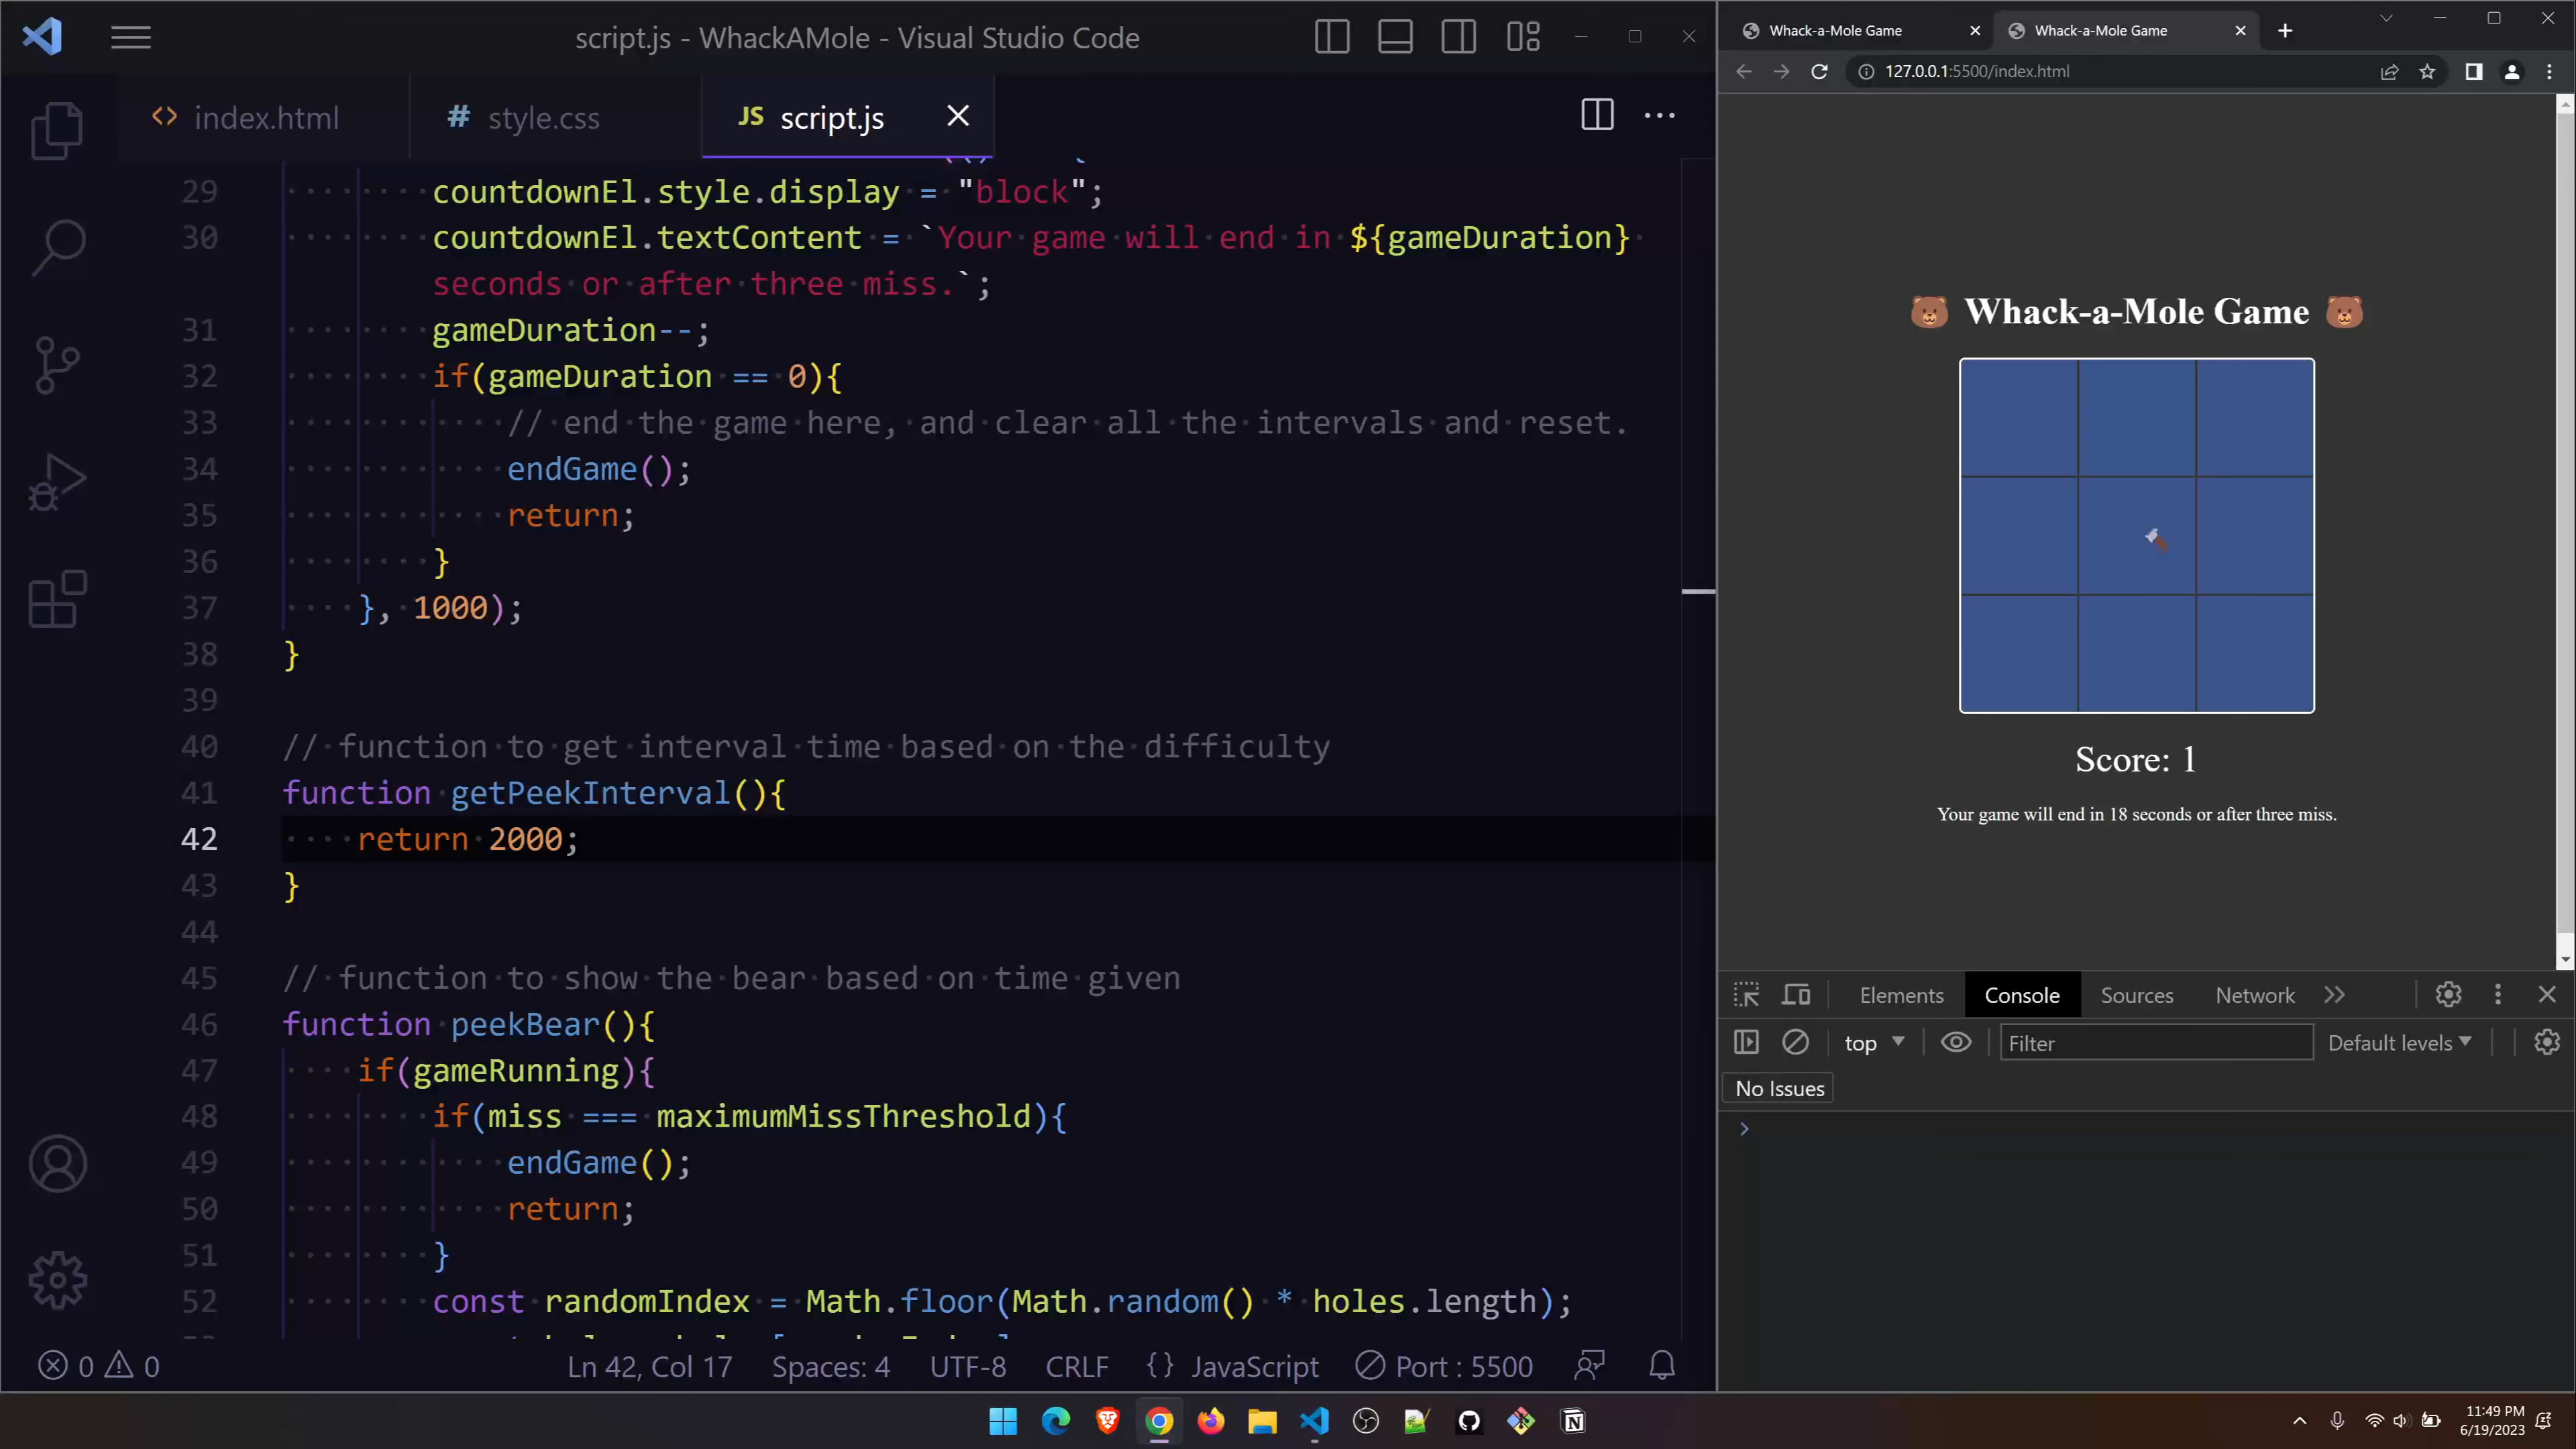 script.js - WhackAMole - Visual Studio Code
index.html
# style.css
JS script.js
29 countdownEl.style.display = "block";
30 countdownEl.textContent = `Your game will end in ${gameDuration}
seconds or after three miss.`;
31 gameDuration--;
32 if(gameDuration == 0){
33 // end the game here, and clear all the intervals and reset.
34 endGame();
35 return;
36 }
37 }, 1000);
38 }
39
40 // function to get interval time based on the difficulty
41 function getPeekInterval(){
42 return 2000;
43 }
44
45 // function to show the bear based on time given
46 function peekBear(){
47 if(gameRunning){
48 if(miss === maximumMissThreshold){
49 endGame();
50 return;
51 }
52 const randomIndex = Math.floor(Math.random() * holes.length);
0 0
Ln 42, Col 17
Spaces: 4
UTF-8
CRLF
{ } JavaScript
Port : 5500
Whack-a-Mole Game
Whack-a-Mole Game
127.0.0.1:5500/index.html
Whack-a-Mole Game
Score: 1
Your game will end in 18 seconds or after three miss.
Elements
Console
Sources
Network
top
Filter
Default levels
No Issues
11:49 PM
6/19/2023